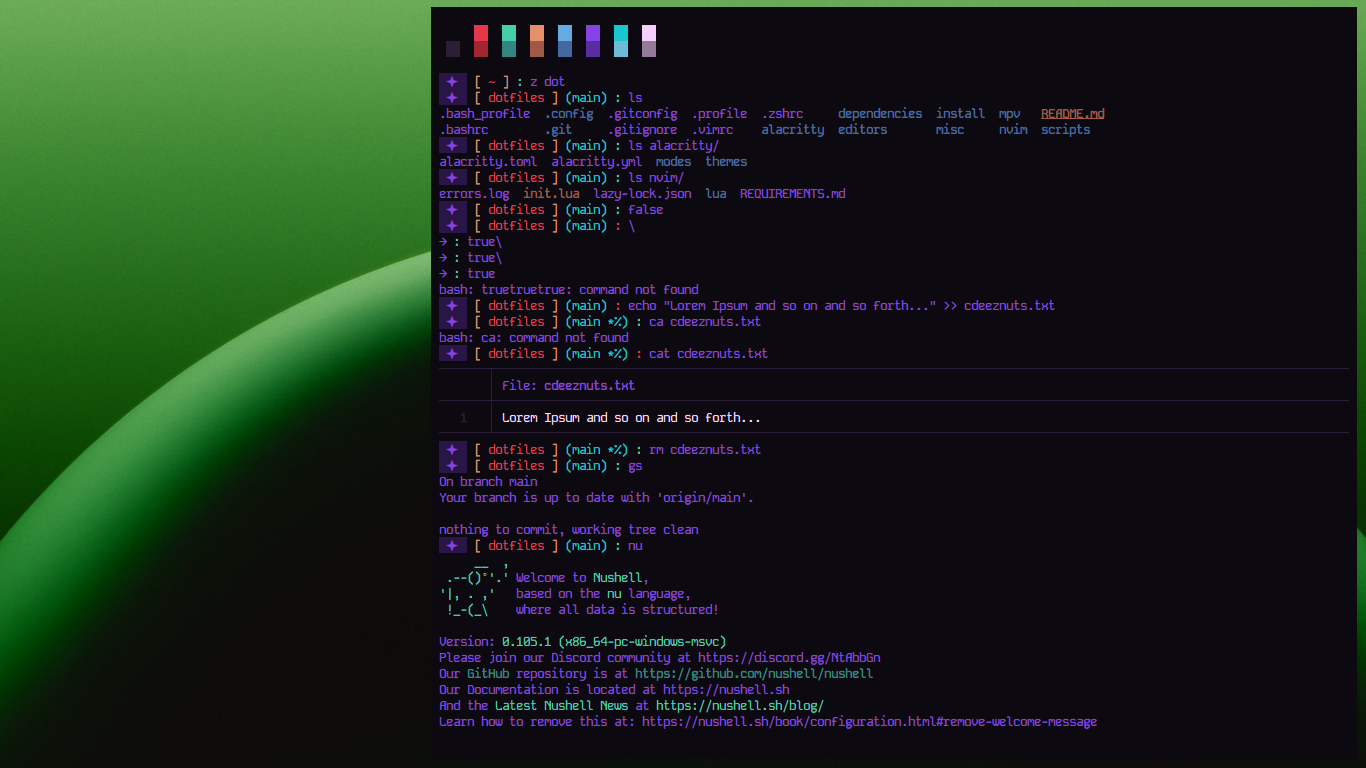 ✦ [ ~ ] : z dot
✦ [ dotfiles ] (main) : ls
.bash_profile .config .gitconfig .profile .zshrc dependencies install mpv README.md
.bashrc .git .gitignore .vimrc alacritty editors misc nvim scripts
✦ [ dotfiles ] (main) : ls alacritty/
alacritty.toml alacritty.yml modes themes
✦ [ dotfiles ] (main) : ls nvim/
errors.log init.lua lazy-lock.json lua REQUIREMENTS.md
✦ [ dotfiles ] (main) : false
✦ [ dotfiles ] (main) : \
→ : true\
→ : true\
→ : true
bash: truetruetrue: command not found
✦ [ dotfiles ] (main) : echo "Lorem Ipsum and so on and so forth..." >> cdeeznuts.txt
✦ [ dotfiles ] (main *%) : ca cdeeznuts.txt
bash: ca: command not found
✦ [ dotfiles ] (main *%) : cat cdeeznuts.txt
File: cdeeznuts.txt
1 Lorem Ipsum and so on and so forth...
✦ [ dotfiles ] (main *%) : rm cdeeznuts.txt
✦ [ dotfiles ] (main) : gs
On branch main
Your branch is up to date with 'origin/main'.
nothing to commit, working tree clean
✦ [ dotfiles ] (main) : nu
__ ,
.--()°'.' Welcome to Nushell,
'|, . ,' based on the nu language,
!_-(_\ where all data is structured!
Version: 0.105.1 (x86_64-pc-windows-msvc)
Please join our Discord community at https://discord.gg/NtAbbGn
Our GitHub repository is at https://github.com/nushell/nushell
Our Documentation is located at https://nushell.sh
And the Latest Nushell News at https://nushell.sh/blog/
Learn how to remove this at: https://nushell.sh/book/configuration.html#remove-welcome-message